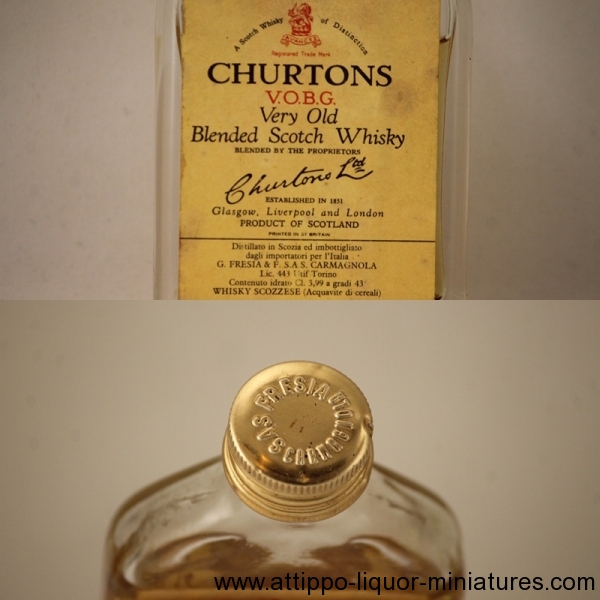 A Scotch Whisky of Distinction
Registered Trade Mark
CHURTONS
V.O.B.G.
Very Old
Blended Scotch Whisky
BLENDED BY THE PROPRIETORS
Churtons Ltd
ESTABLISHED IN 1831
Glasgow, Liverpool and London
PRODUCT OF SCOTLAND
PRINTED IN GT BRITAIN
Distillato in Scozia ed imbottigliato
dagli importatori per l'Italia
G. FRESIA & F. S.A.S. CARMAGNOLA
Lic. 443 Utif Torino
Contenuto idrato Cl. 3,99 a gradi 43°
WHISKY SCOZZESE (Acquavite di cereali)
FRESIA
SAS CARMAGNOLA
www.attippo-liquor-miniatures.com